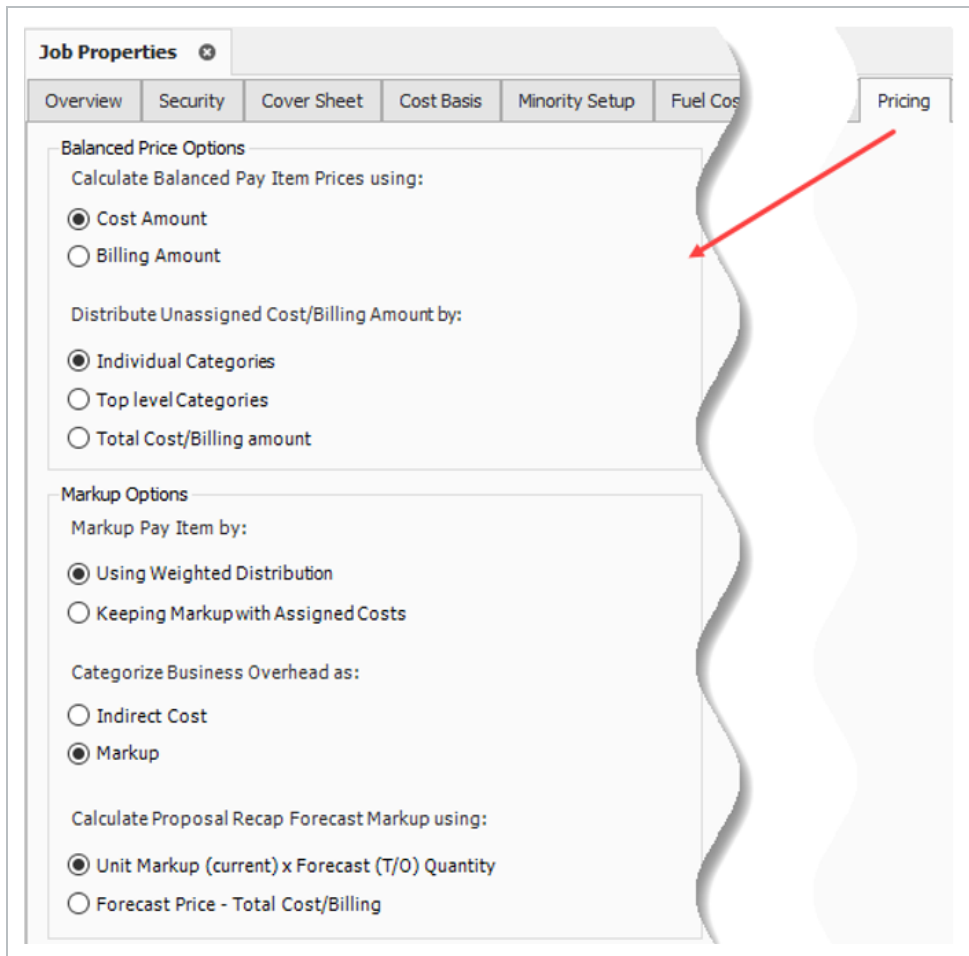 Job Properties
Overview Security Cover Sheet Cost Basis Minority Setup Fuel Pricing
Balanced Price Options
Calculate Balanced Pay Item Prices using:
Cost Amount
Billing Amount
Distribute Unassigned Cost/Billing Amount by:
Individual Categories
Top level Categories
Total Cost/Billing amount
Markup Options
Markup Pay Item by:
Using Weighted Distribution
Keeping Markup with Assigned Costs
Categorize Business Overhead as:
Indirect Cost
Markup
Calculate Proposal Recap Forecast Markup using:
Unit Markup (current) x Forecast (T/O) Quantity
Forecast Price - Total Cost/Billing